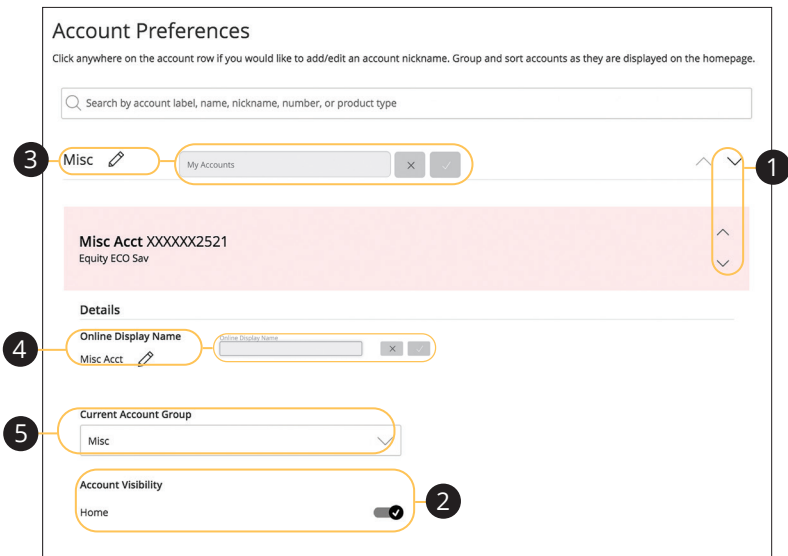 Account Preferences
Click anywhere on the account row if you would like to add/edit an account nickname. Group and sort accounts as they are displayed on the homepage.
Search by account label, name, nickname, number, or product type
3
Misc
My Accounts
1
Misc Acct XXXXXX2521
Equity ECO Sav
Details
4
Online Display Name
Misc Acct
Online Display Name
5
Current Account Group
Misc
Account Visibility
Home
2